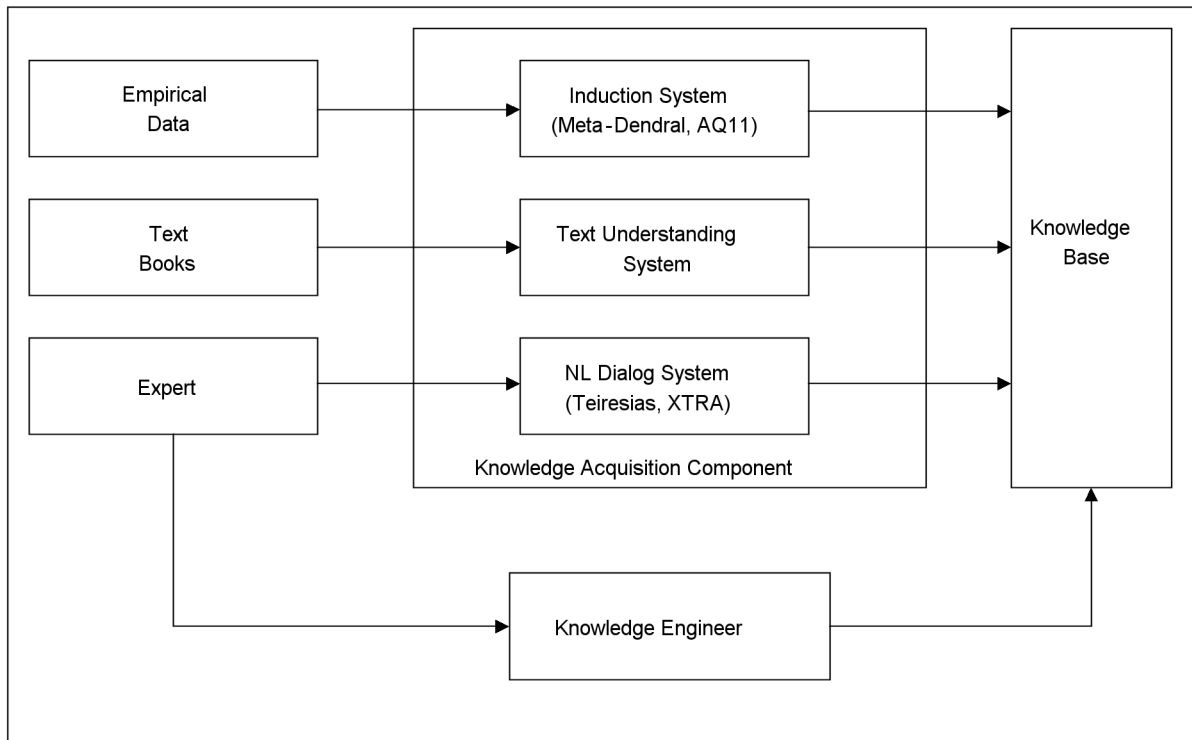 Empirical
Data
Induction System
(Meta-Dendral, AQ11)
Text
Books
Text Understanding
System
Knowledge
Base
Expert
NL Dialog System
(Teiresias, XTRA)
Knowledge Acquisition Component
Knowledge Engineer